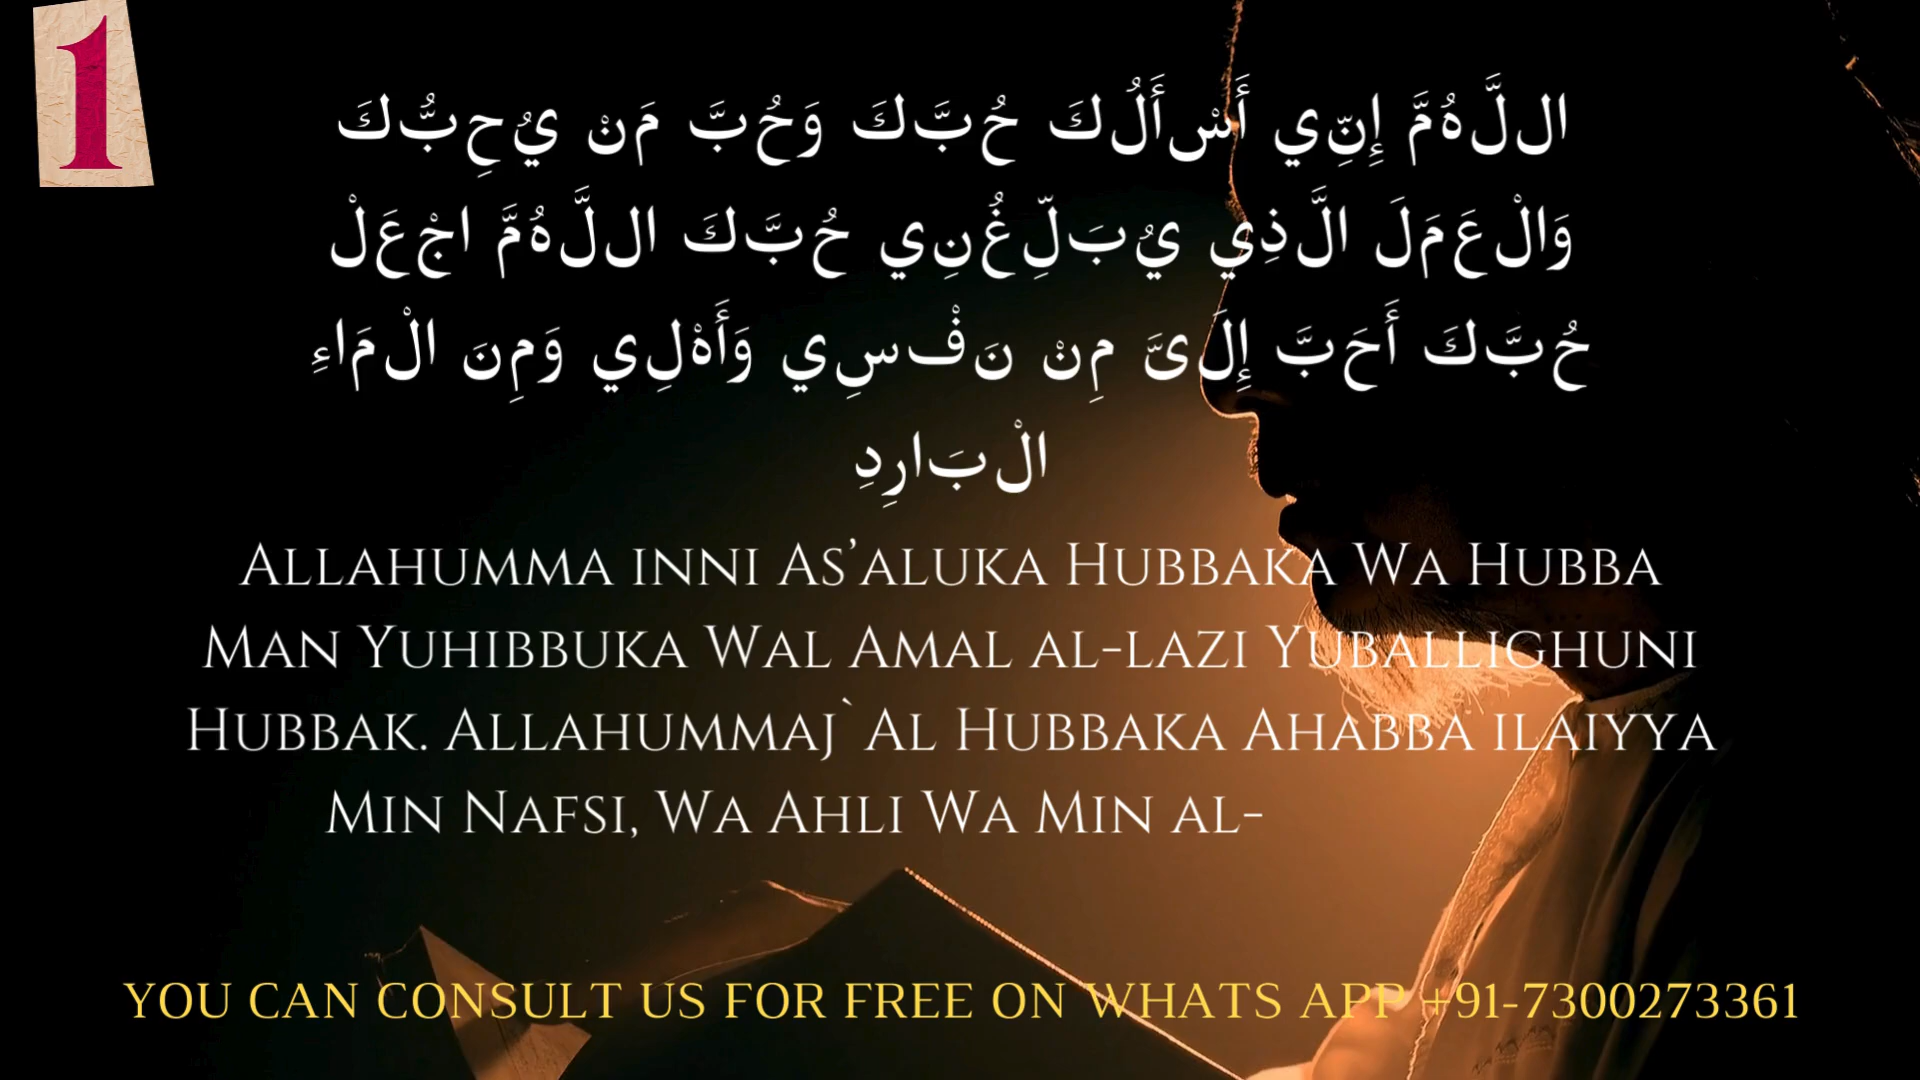 1
اللَّهُمَّ إِنِّي أَسْأَلُكَ حُبَّكَ وَحُبَّ مَنْ يُحِبُّكَ
وَالْعَمَلَ الَّذِي يُبَلِّغُنِي حُبَّكَ اللَّهُمَّ اجْعَلْ
حُبَّكَ أَحَبَّ إِلَىَّ مِنْ نَفْسِي وَأَهْلِي وَمِنَ الْمَاءِ
الْبَارِدِ
Allahumma inni As’aluka Hubbaka Wa Hubba
Man Yuhibbuka Wal Amal al-lazi Yuballighuni
Hubbak. Allahummaj`Al Hubbaka Ahabba ilaiyya
Min Nafsi, Wa Ahli Wa Min al-
YOU CAN CONSULT US FOR FREE ON WHATS APP +91-7300273361